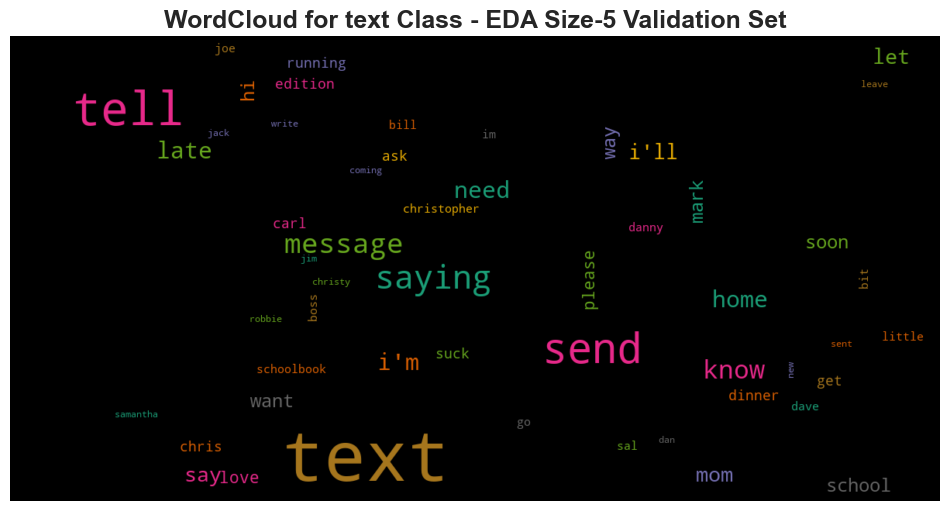 WordCloud for text Class - EDA Size-5 Validation Set
joe
let
running
hi
edition
leave
tell
write
bill
jack
im
way
late
ask
i'll
coming
need
mark
christopher
carl
danny
message
soon
jim
saying
please
bit
christy
home
boss
robbie
send
little
sent
suck
i'm
know
new
schoolbook
get
want
dinner
dave
samantha
go
chris
text
sal
dan
say
love
mom
school